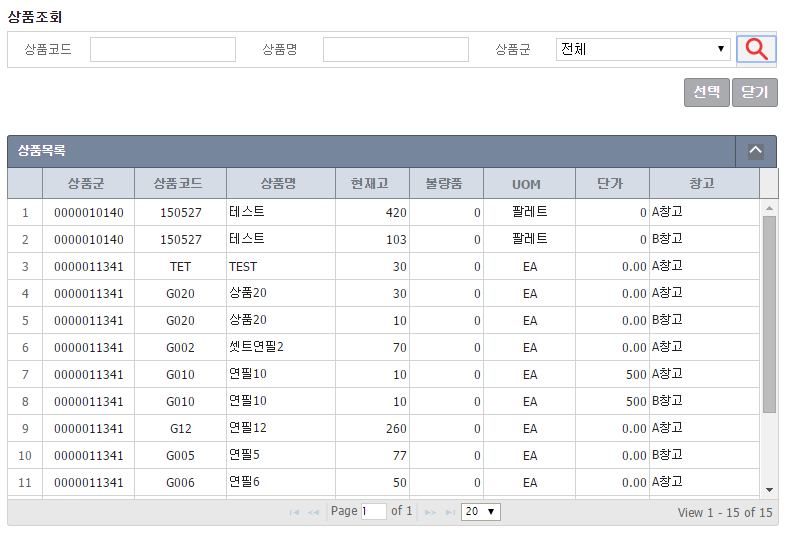 상품조회
상품코드 상품명 상품군 전체
선택 닫기
상품목록
상품군 상품코드 상품명 현재고 불량품 UOM 단가 창고
1 0000010140 150527 테스트 420 0 팔레트 0 A창고
2 0000010140 150527 테스트 103 0 팔레트 0 B창고
3 0000011341 TET TEST 30 0 EA 0.00 A창고
4 0000011341 G020 상품20 30 0 EA 0.00 A창고
5 0000011341 G020 상품20 10 0 EA 0.00 B창고
6 0000011341 G002 셋트연필2 70 0 EA 0.00 A창고
7 0000011341 G010 연필10 10 0 EA 500 A창고
8 0000011341 G010 연필10 10 0 EA 500 B창고
9 0000011341 G12 연필12 260 0 EA 0.00 A창고
10 0000011341 G005 연필5 77 0 EA 0.00 B창고
11 0000011341 G006 연필6 50 0 EA 0.00 A창고
Page 1 of 1 20 View 1 - 15 of 15